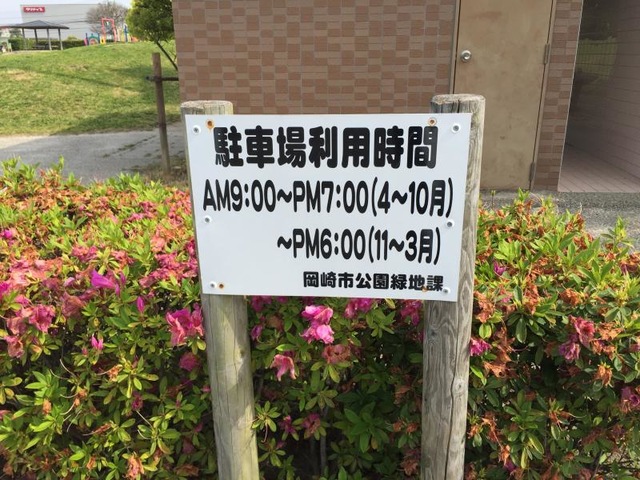 駐車場利用時間
AM9:00～PM7:00(4～10月)
～PM6:00(11～3月)
岡崎市公園緑地課